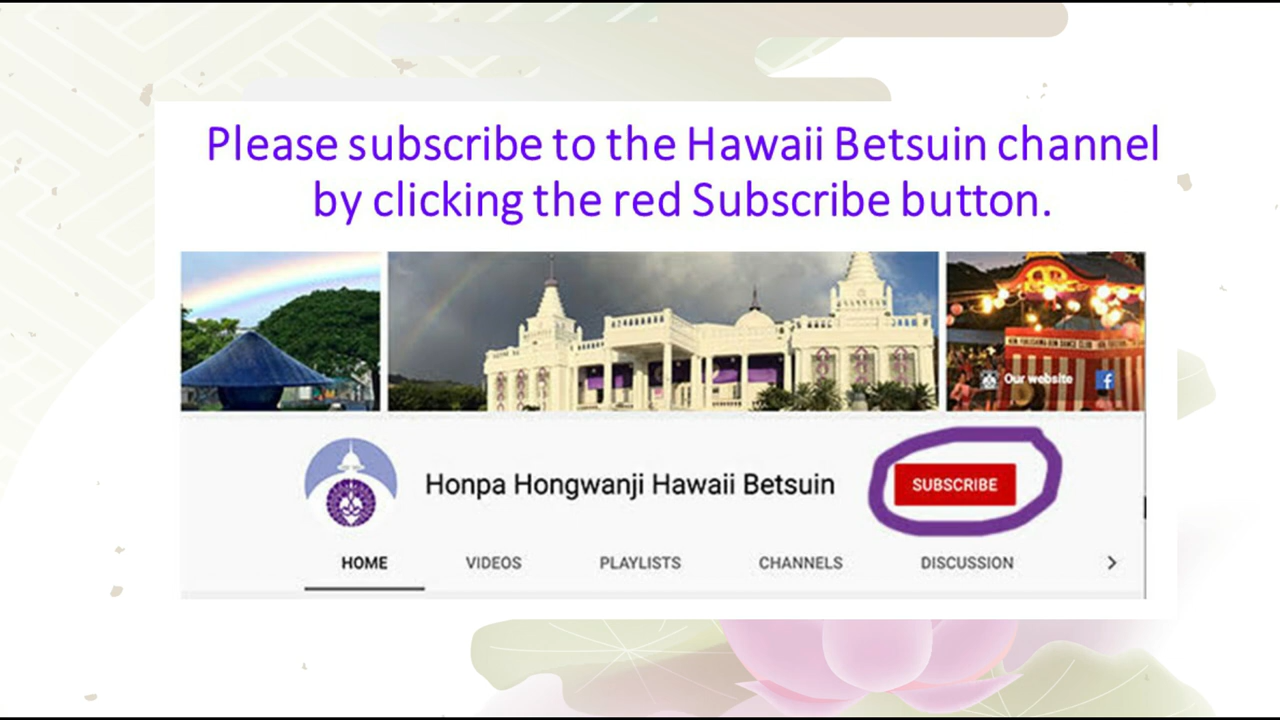 Please subscribe to the Hawaii Betsuin channel
by clicking the red Subscribe button.
Our website
Honpa Hongwanji Hawaii Betsuin
SUBSCRIBE
HOME VIDEOS PLAYLISTS CHANNELS DISCUSSION